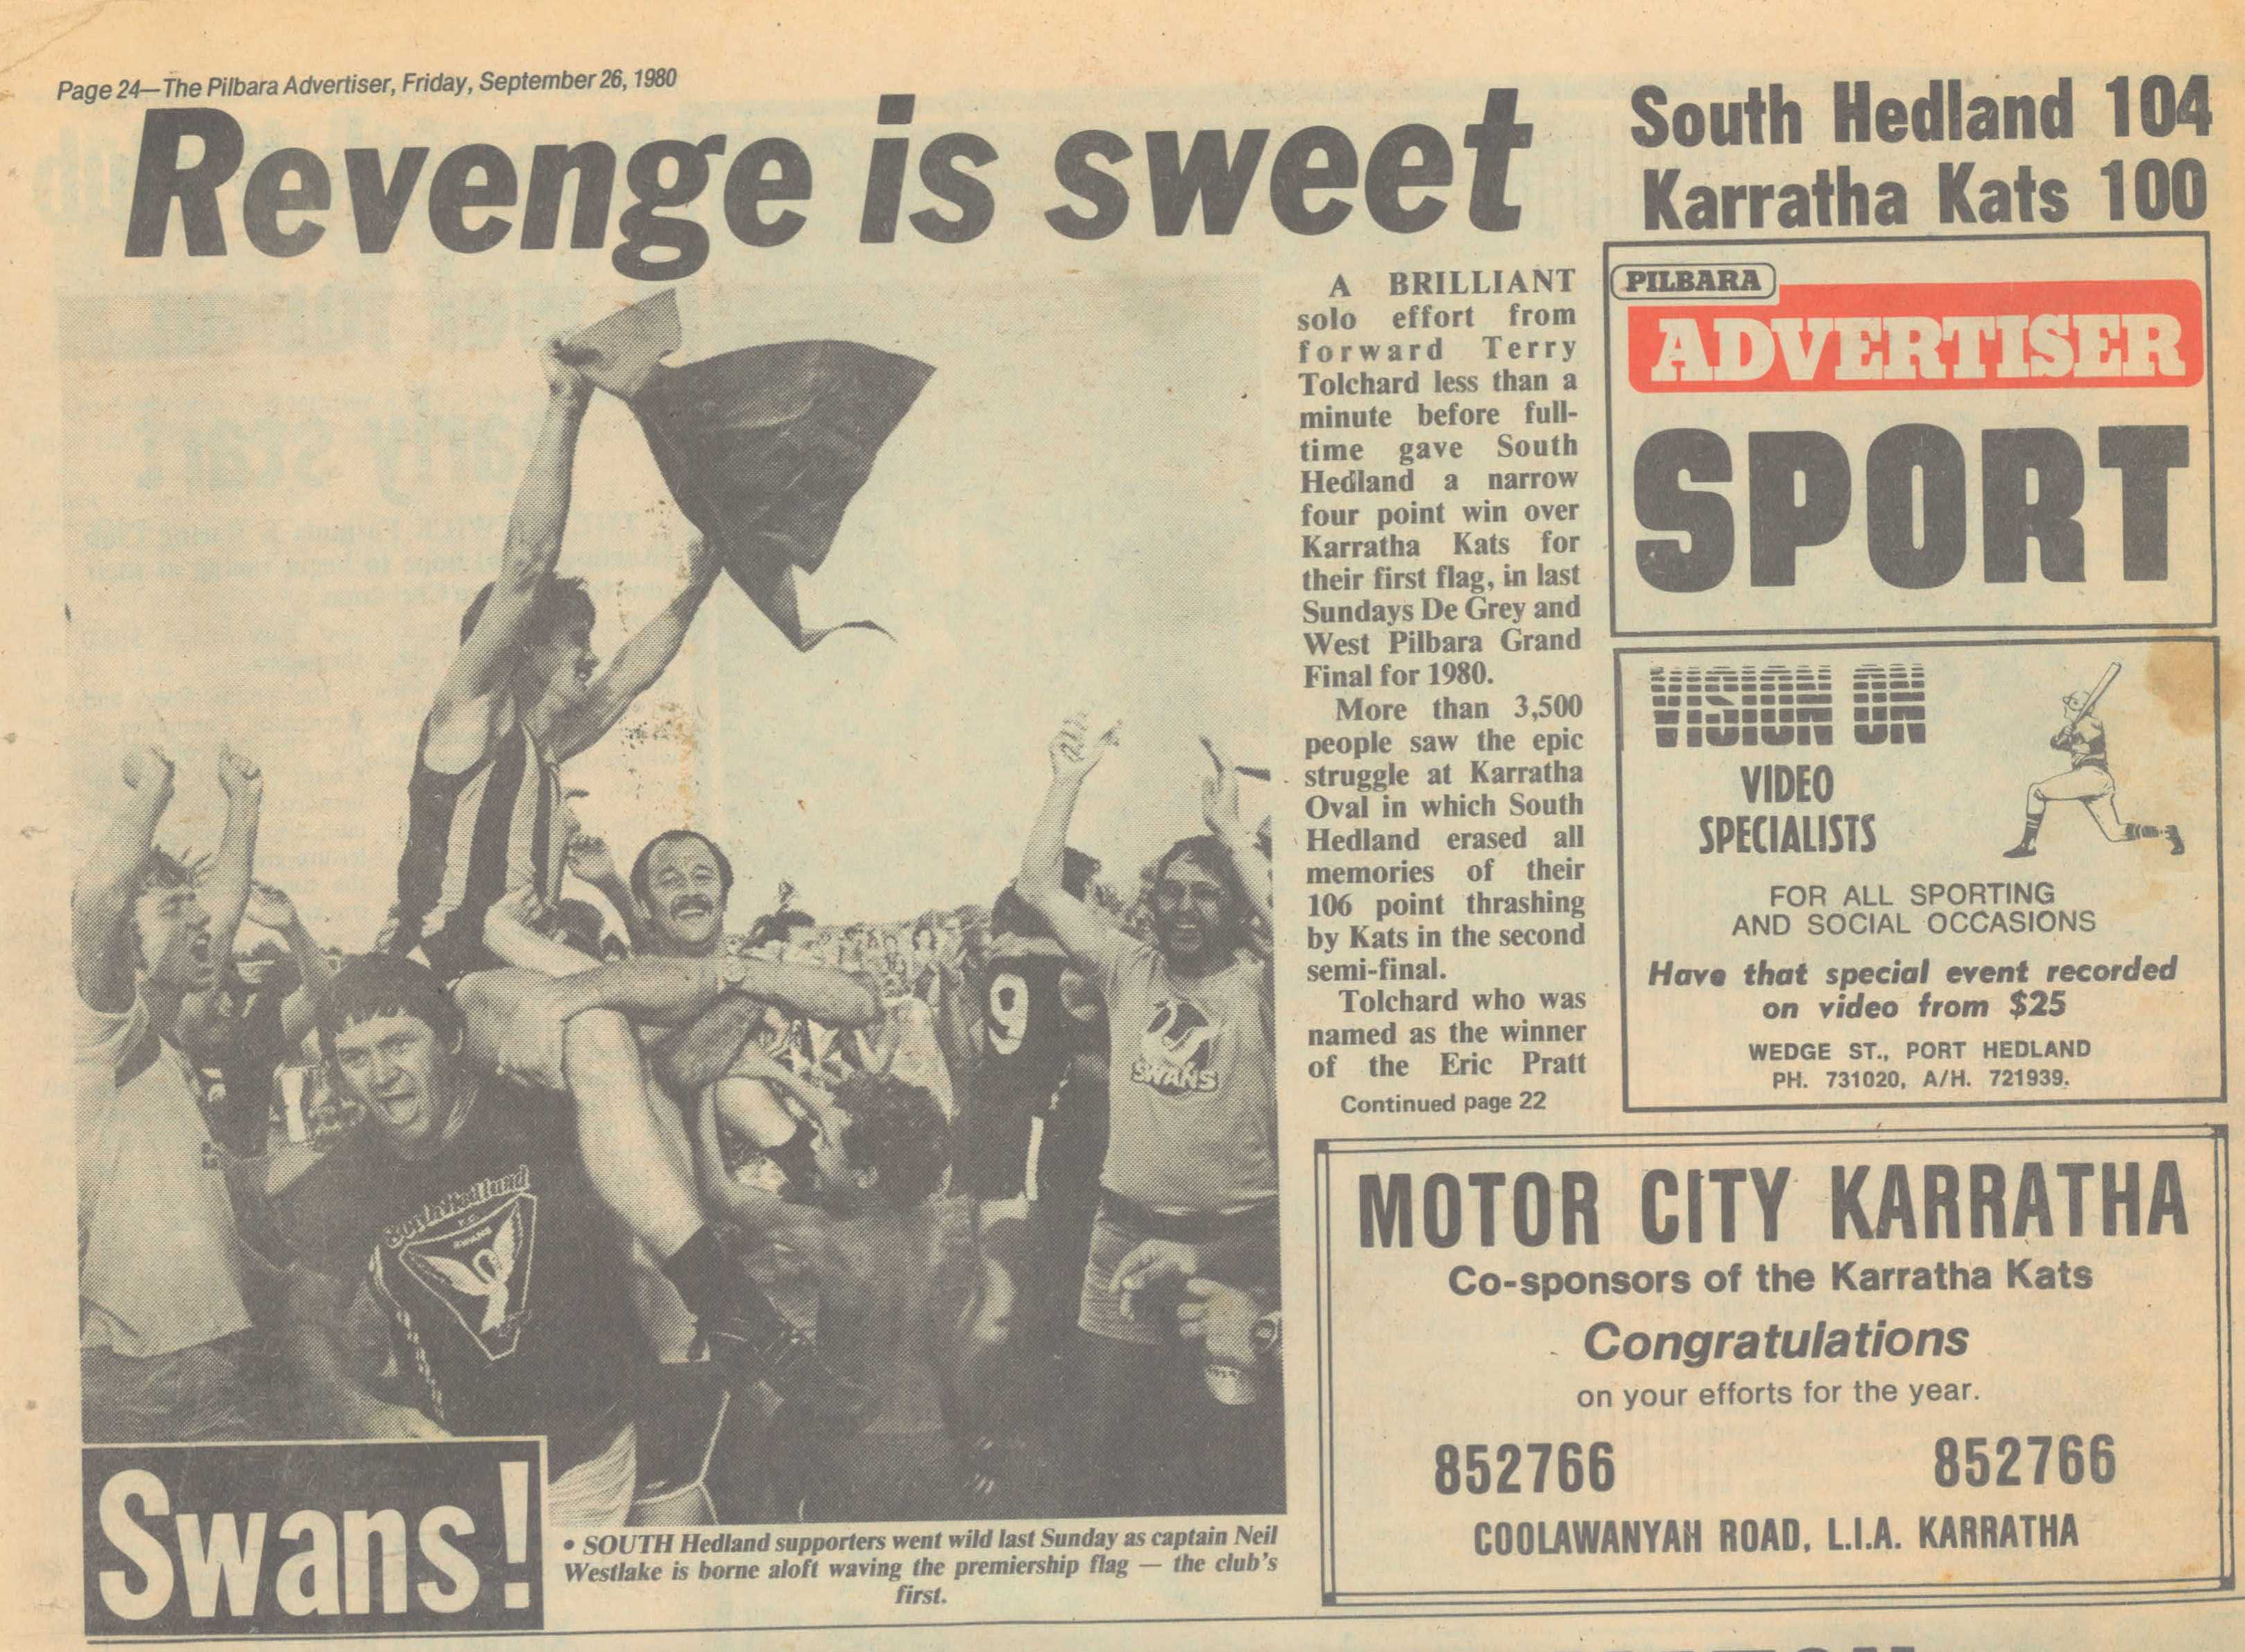 Page 24—The Pilbara Advertiser, Friday, September 26, 1980
Revenge is sweet
South Hedland 104
Karratha Kats 100
A BRILLIANT
solo effort from
forward Terry
Tolchard less than a
minute before full-
time gave South
Hedland a narrow
four point win over
Karratha Kats for
their first flag, in last
Sundays De Grey and
West Pilbara Grand
Final for 1980.
More than 3,500
people saw the epic
struggle at Karratha
Oval in which South
Hedland erased all
memories of their
106 point thrashing
by Kats in the second
semi-final.
Tolchard who was
named as the winner
of the Eric Pratt
Continued page 22
PILBARA
ADVERTISER
SPORT
VISION ON
VIDEO
SPECIALISTS
FOR ALL SPORTING
AND SOCIAL OCCASIONS
Have that special event recorded
on video from $25
WEDGE ST., PORT HEDLAND
PH. 731020, A/H. 721939.
MOTOR CITY KARRATHA
Co-sponsors of the Karratha Kats
Congratulations
on your efforts for the year.
852766 852766
COOLAWANYAH ROAD, L.I.A. KARRATHA
9
SWANS
South Hedland
F.C.
SWANS
Swans!
• SOUTH Hedland supporters went wild last Sunday as captain Neil
Westlake is borne aloft waving the premiership flag — the club's
first.